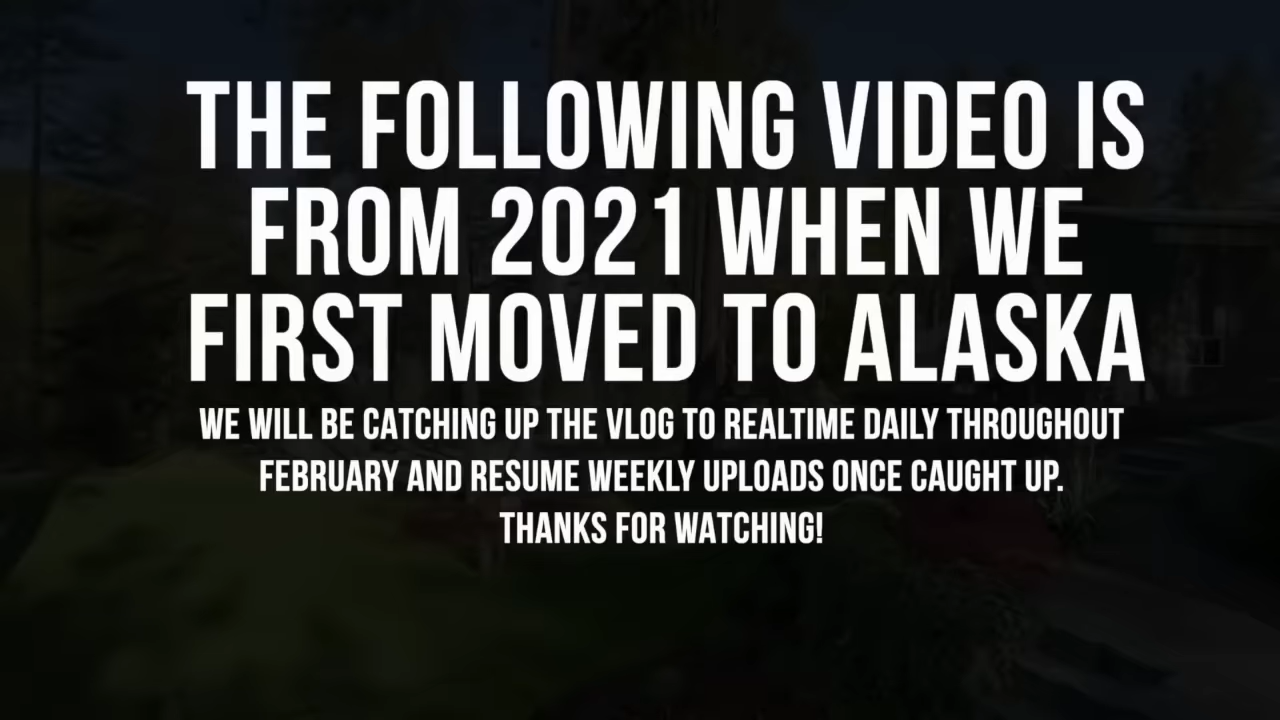 THE FOLLOWING VIDEO IS
FROM 2021 WHEN WE
FIRST MOVED TO ALASKA
WE WILL BE CATCHING UP THE VLOG TO REALTIME DAILY THROUGHOUT
FEBRUARY AND RESUME WEEKLY UPLOADS ONCE CAUGHT UP.
THANKS FOR WATCHING!